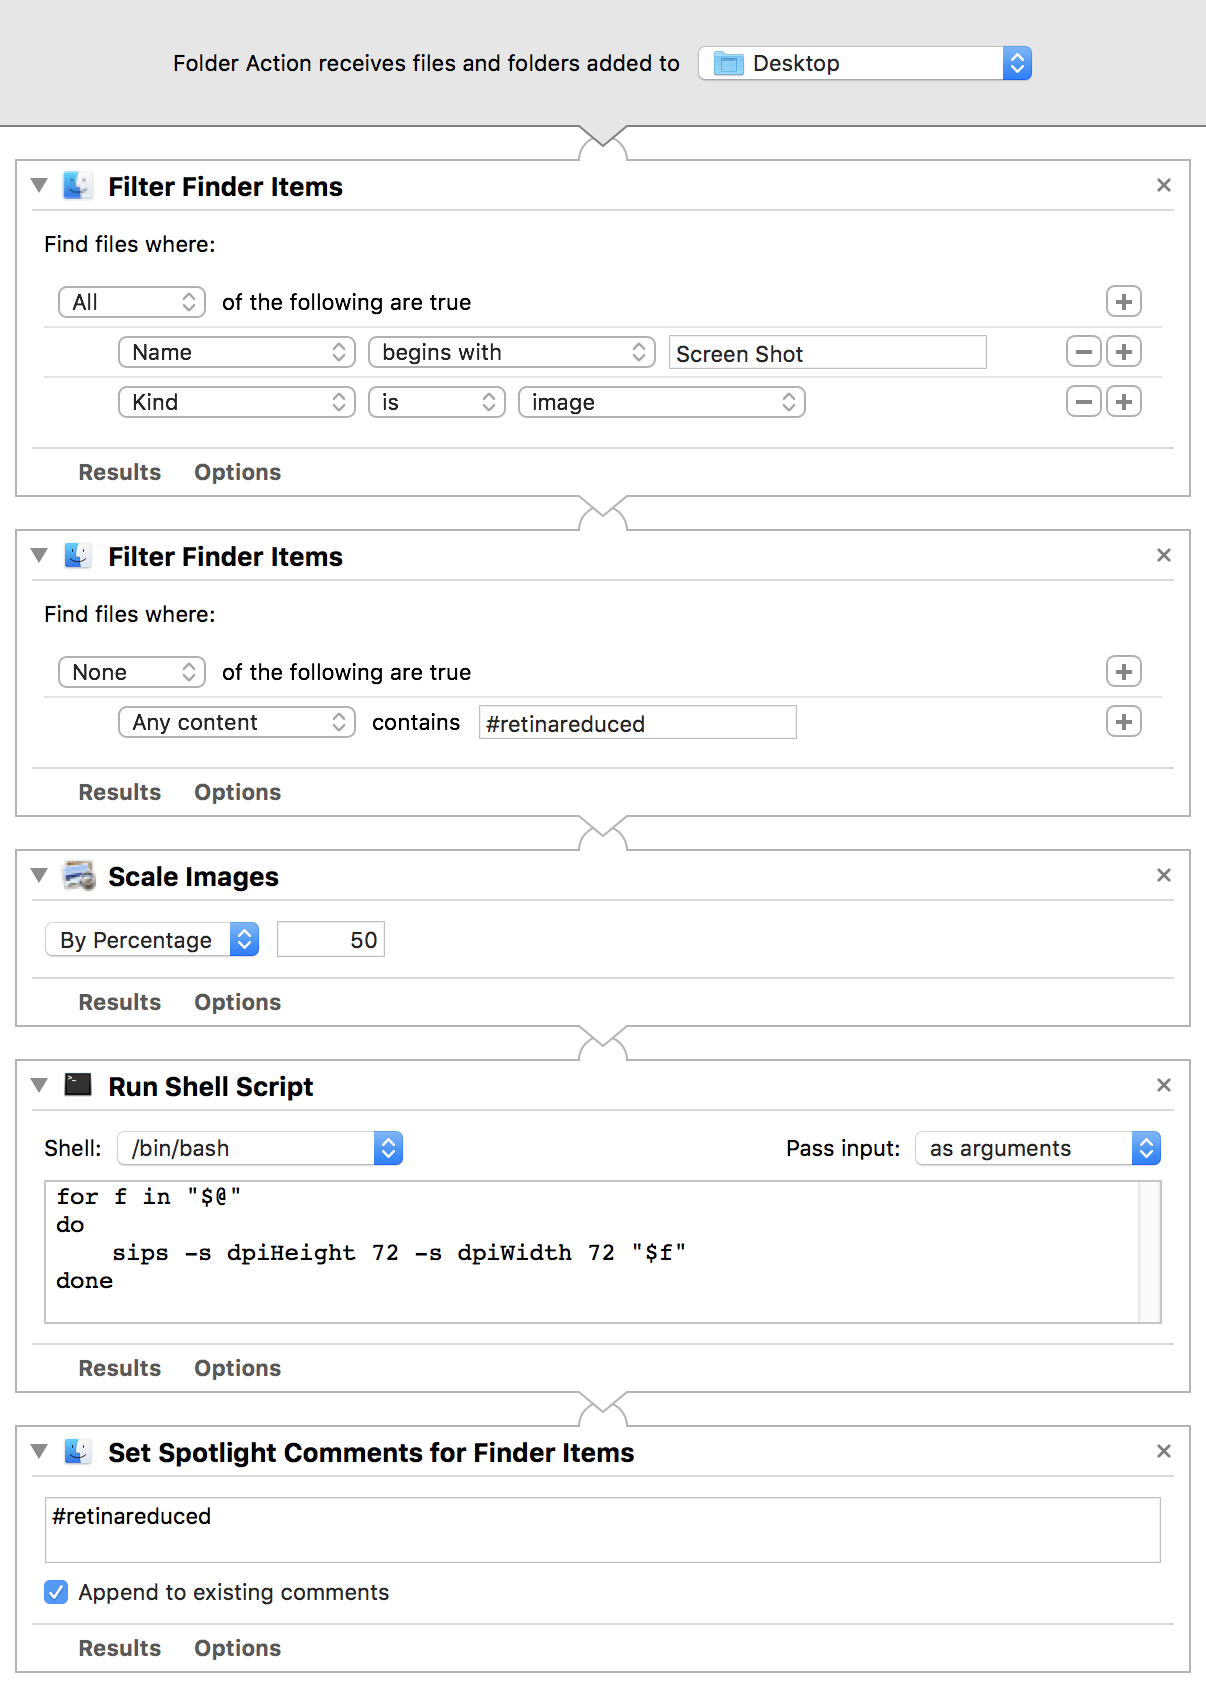 Folder Action receives files and folders added to Desktop
Filter Finder Items
Find files where:
All of the following are true
Name begins with Screen Shot
Kind is image
Results Options
Filter Finder Items
Find files where:
None of the following are true
Any content contains #retinareduced
Results Options
Scale Images
By Percentage 50
Results Options
Run Shell Script
Shell: /bin/bash Pass input: as arguments
for f in "$@"
do
    sips -s dpiHeight 72 -s dpiWidth 72 "$f"
done
Results Options
Set Spotlight Comments for Finder Items
#retinareduced
Append to existing comments
Results Options